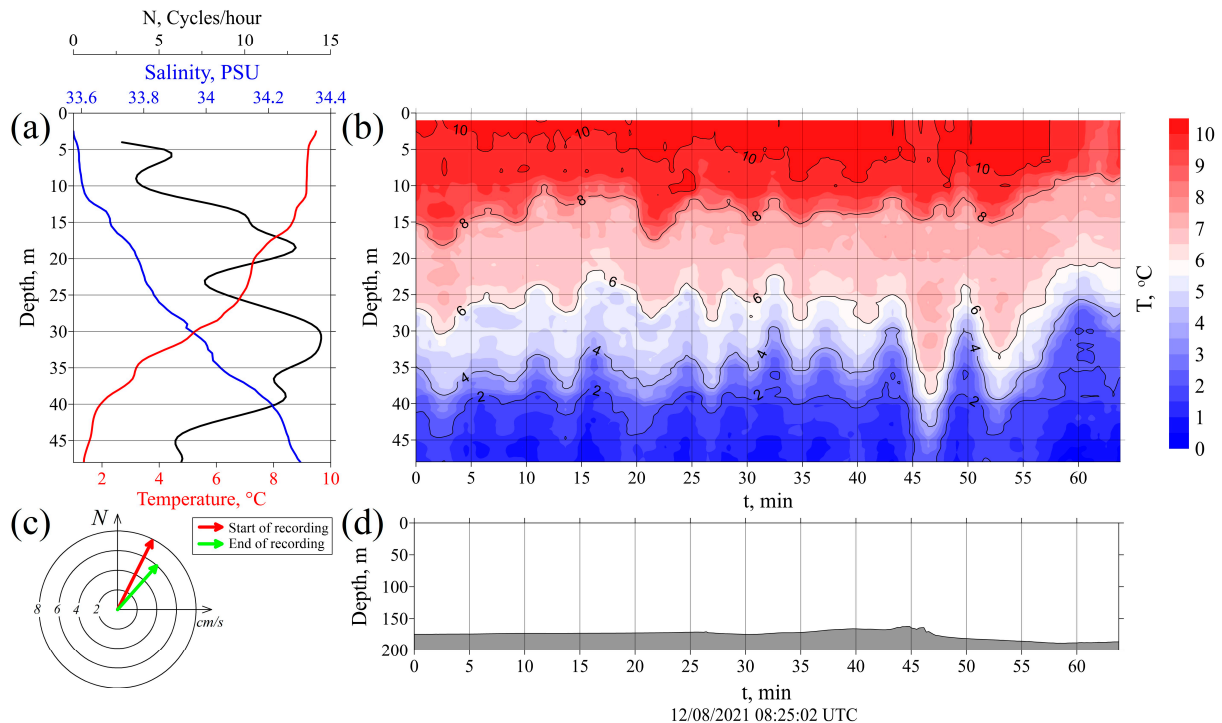 N, Cycles/hour
0 5 10 15
Salinity, PSU
33.6 33.8 34 34.2 34.4
(a)
Depth, m
0
5
10
15
20
25
30
35
40
45
2 4 6 8 10
Temperature, °C
(b)
Depth, m
0
5
10
15
20
25
30
35
40
45
10 10 10 10
8 8 8 8
6 6 6 6
4 4 4 4
2 2 2 2
0 5 10 15 20 25 30 35 40 45 50 55 60
t, min
T, °C
10
9
8
7
6
5
4
3
2
1
0
(c)
N
Start of recording
End of recording
8 6 4 2
cm/s
(d)
Depth, m
0
50
100
150
200
0 5 10 15 20 25 30 35 40 45 50 55 60
t, min
12/08/2021 08:25:02 UTC